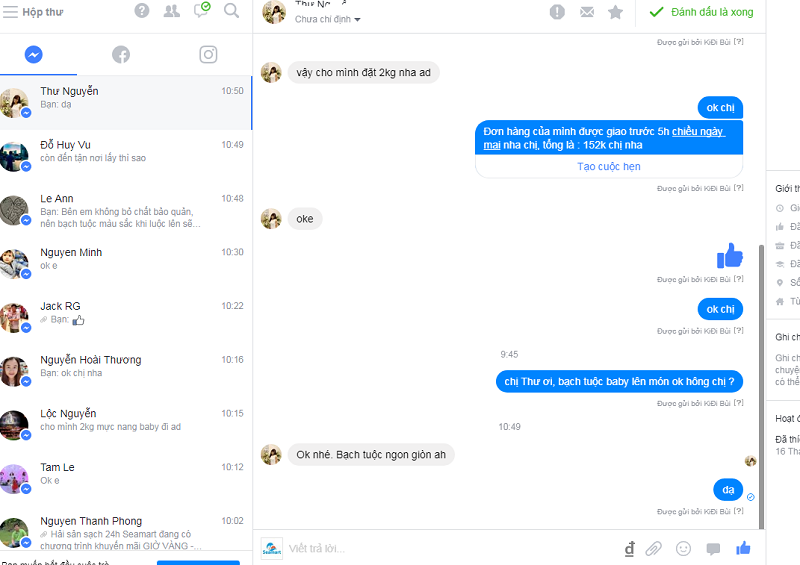 Hộp thư
Thư Nguyễn
10:50
Bạn: dạ
Đỗ Huy Vu
10:49
còn đến tận nơi lấy thì sao
Le Ann
10:48
Bạn: Bên em không bỏ chất bảo quản,
nên bạch tuộc màu sắc khi luộc lên sẽ...
Nguyen Minh
10:30
ok e
Jack RG
10:22
Bạn:
Nguyễn Hoài Thương
10:16
Bạn: ok chị nha
Lộc Nguyễn
10:15
cho mình 2kg mực nang baby đi ad
Tam Le
10:12
Ok e
Nguyen Thanh Phong
10:02
Hải sản sạch 24h Seamart đang có
chương trình khuyến mãi GIỜ VÀNG -...
Chưa chỉ định
Đánh dấu là xong
Được gửi bởi KiĐi Bùi [?]
vậy cho mình đặt 2kg nha ad
ok chị
Đơn hàng của mình được giao trước 5h chiều ngày
mai nha chị, tổng là : 152k chị nha
Tạo cuộc hẹn
Được gửi bởi KiĐi Bùi [?]
oke
Được gửi bởi KiĐi Bùi [?]
ok chị
Được gửi bởi KiĐi Bùi [?]
9:45
chị Thư ơi, bạch tuộc baby lên món ok hông chị ?
Được gửi bởi KiĐi Bùi [?]
10:49
Ok nhé. Bạch tuộc ngon giòn ah
dạ
Được gửi bởi KiĐi Bùi [?]
Seamart
Viết trả lời...
đ
Giới th
Gi
Đã
Đã
Đã
Số
Từ
Ghi ch
Ghi ch
chuyệ
có thể
Hoạt đ
Đã thí
16 Thá